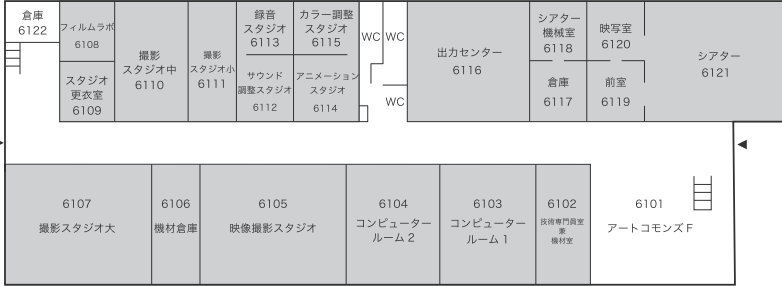 倉庫
6122
フィルムラボ
6108
スタジオ
更衣室
6109
撮影
スタジオ中
6110
撮影
スタジオ小
6111
録音
スタジオ
6113
サウンド
調整スタジオ
6112
カラー調整
スタジオ
6115
アニメーション
スタジオ
6114
WC
WC
WC
出力センター
6116
シアター
機械室
6118
倉庫
6117
映写室
6120
前室
6119
シアター
6121
6107
撮影スタジオ大
6106
機材倉庫
6105
映像撮影スタジオ
6104
コンピューター
ルーム 2
6103
コンピューター
ルーム 1
6102
技術専門員室
兼
機材室
6101
アートコモンズ F